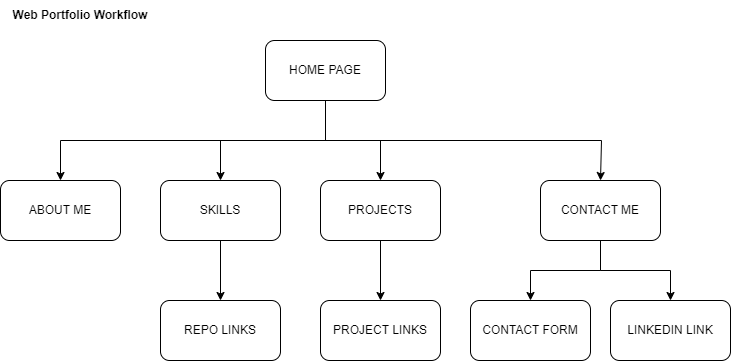 Web Portfolio Workflow
HOME PAGE
ABOUT ME
SKILLS
PROJECTS
CONTACT ME
REPO LINKS
PROJECT LINKS
CONTACT FORM
LINKEDIN LINK